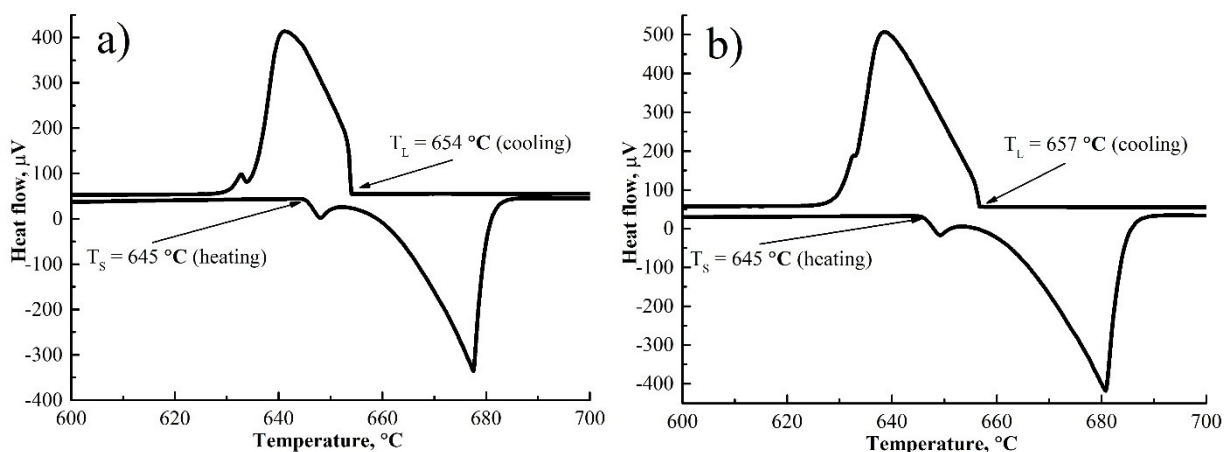 a)
400
300
200
100
0
-100
-200
-300
-400
Heat flow, µV
T_L = 654 °C (cooling)
T_S = 645 °C (heating)
600 620 640 660 680 700
Temperature, °C
b)
500
400
300
200
100
0
-100
-200
-300
-400
Heat flow, µV
T_L = 657 °C (cooling)
T_S = 645 °C (heating)
600 620 640 660 680 700
Temperature, °C